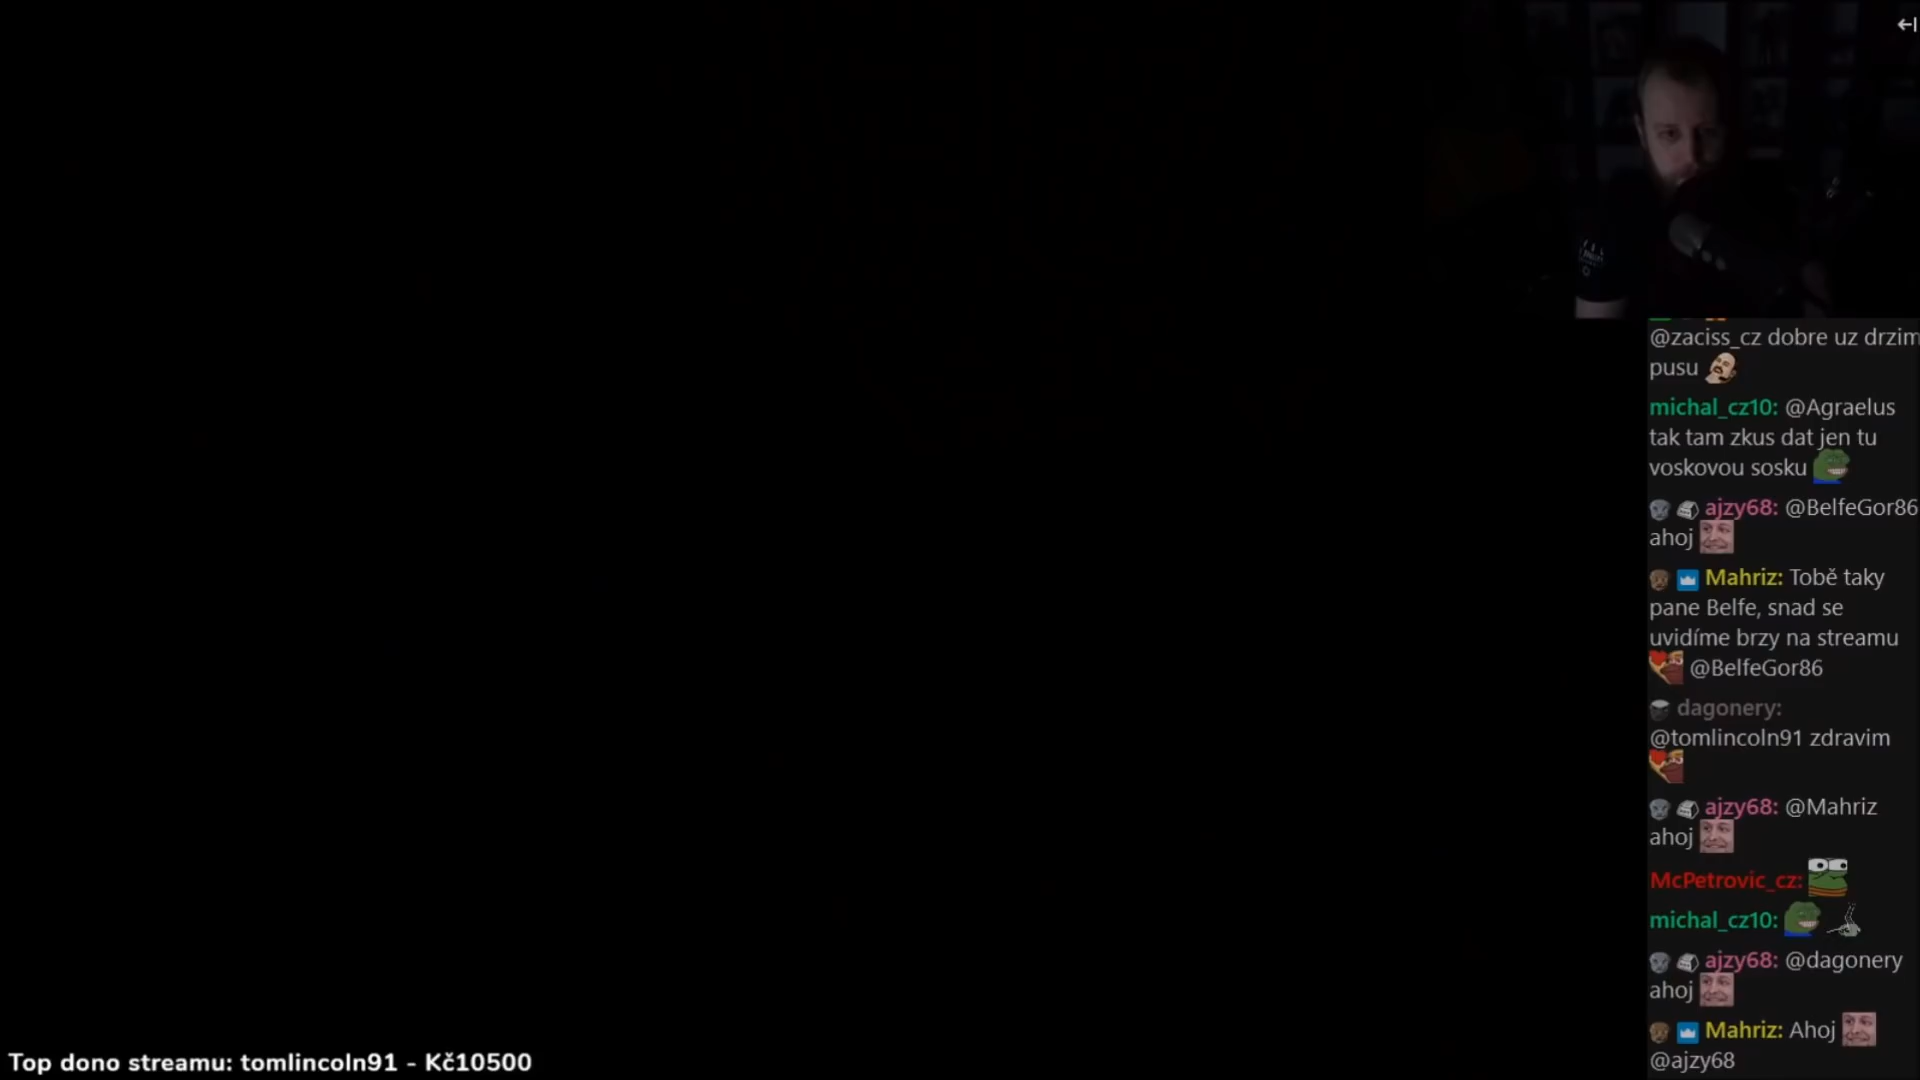 @zaciss_cz dobre uz drzim
pusu
michal_cz10: @Agraelus
tak tam zkus dat jen tu
voskovou sosku
ajzy68: @BelfeGor86
ahoj
Mahriz: Tobě taky
pane Belfe, snad se
uvidíme brzy na streamu
@BelfeGor86
dagonery:
@tomlincoln91 zdravim
ajzy68: @Mahriz
ahoj
McPetrovic_cz:
michal_cz10:
ajzy68: @dagonery
ahoj
Mahriz: Ahoj
@ajzy68
Top dono streamu: tomlincoln91 - Kč10500